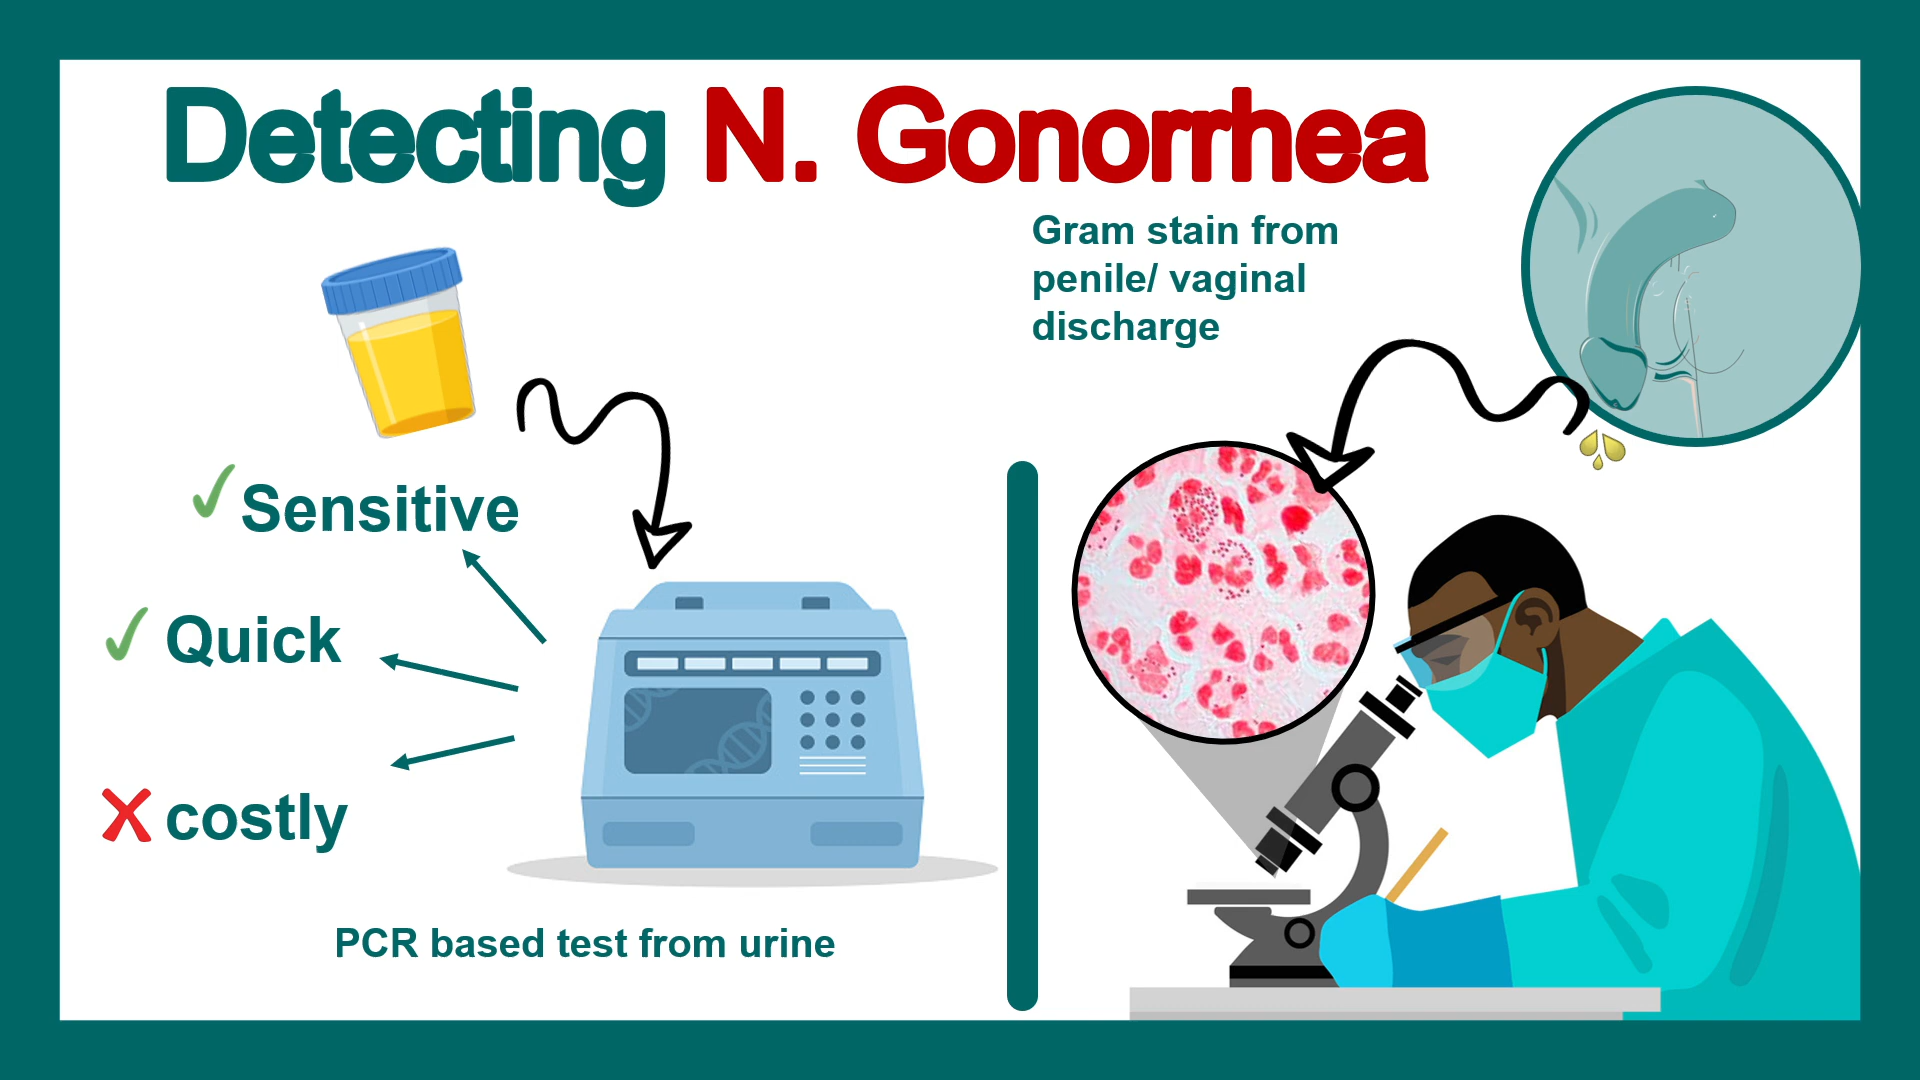 Detecting N. Gonorrhea
Gram stain from
penile/ vaginal
discharge
Sensitive
Quick
costly
PCR based test from urine